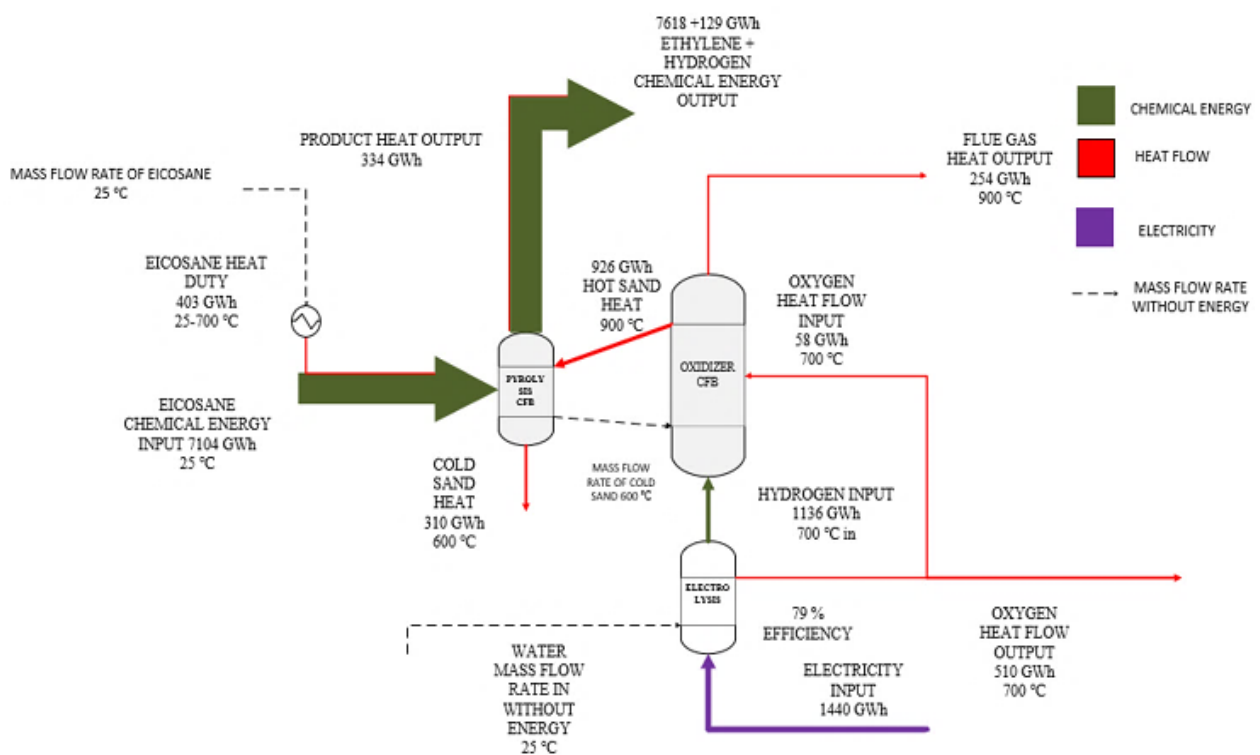 7618 +129 GWh
ETHYLENE +
HYDROGEN
CHEMICAL ENERGY
OUTPUT
CHEMICAL ENERGY
HEAT FLOW
ELECTRICITY
MASS FLOW RATE
WITHOUT ENERGY
PRODUCT HEAT OUTPUT
334 GWh
FLUE GAS
HEAT OUTPUT
254 GWh
900 °C
MASS FLOW RATE OF EICOSANE
25 °C
EICOSANE HEAT
DUTY
403 GWh
25-700 °C
926 GWh
HOT SAND
HEAT
900 °C
OXYGEN
HEAT FLOW
INPUT
58 GWh
700 °C
PYROLY
SIS
CFB
OXIDIZER
CFB
EICOSANE
CHEMICAL ENERGY
INPUT 7104 GWh
25 °C
COLD
SAND
HEAT
310 GWh
600 °C
MASS FLOW
RATE OF COLD
SAND 600 °C
HYDROGEN INPUT
1136 GWh
700 °C in
ELECTRO
LYSIS
79 %
EFFICIENCY
OXYGEN
HEAT FLOW
OUTPUT
510 GWh
700 °C
WATER
MASS FLOW
RATE IN
WITHOUT
ENERGY
25 °C
ELECTRICITY
INPUT
1440 GWh